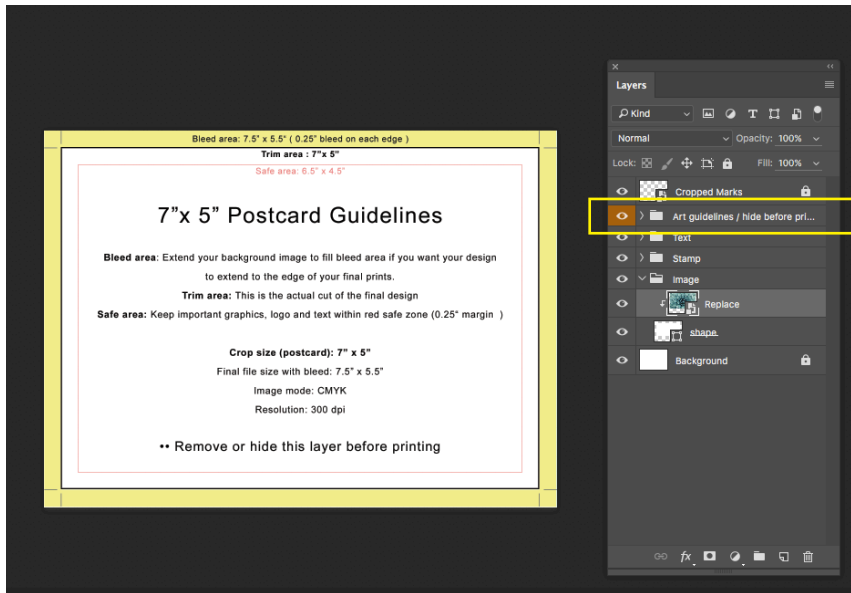 Bleed area: 7.5" x 5.5" ( 0.25" bleed on each edge )
Trim area : 7"x 5"
Safe area: 6.5" x 4.5"
7”x 5” Postcard Guidelines
Bleed area: Extend your background image to fill bleed area if you want your design
to extend to the edge of your final prints.
Trim area: This is the actual cut of the final design
Safe area: Keep important graphics, logo and text within red safe zone (0.25“ margin )
Crop size (postcard): 7” x 5”
Final file size with bleed: 7.5” x 5.5”
Image mode: CMYK
Resolution: 300 dpi
•• Remove or hide this layer before printing
Layers
Kind
Normal
Opacity: 100%
Lock:
Fill: 100%
Cropped Marks
Art guidelines / hide before pri...
Text
Stamp
Image
Replace
shape
Background
fx